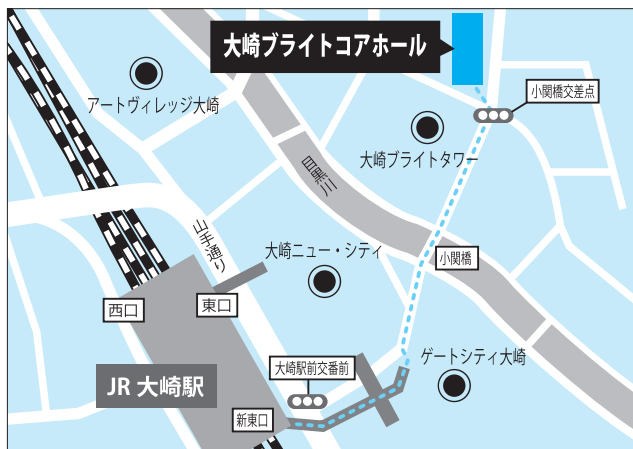 大崎ブライトコアホール
小関橋交差点
アートヴィレッジ大崎
大崎ブライトタワー
目黒川
山手通り
大崎ニュー・シティ
小関橋
東口
西口
ゲートシティ大崎
大崎駅前交番前
JR 大崎駅
新東口